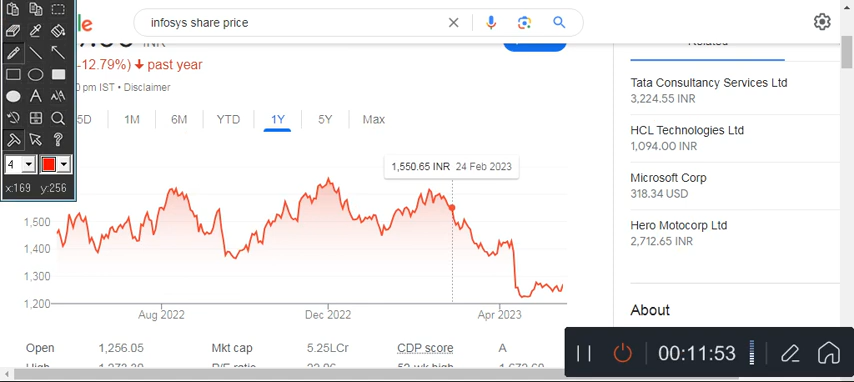 infosys share price
INR
-12.79%) past year
pm IST • Disclaimer
5D 1M 6M YTD 1Y 5Y Max
1,550.65 INR 24 Feb 2023
1,500
1,400
1,300
1,200
Aug 2022 Dec 2022 Apr 2023
Open 1,256.05 Mkt cap 5.25LCr CDP score A
Related
Tata Consultancy Services Ltd
3,224.55 INR
HCL Technologies Ltd
1,094.00 INR
Microsoft Corp
318.34 USD
Hero Motocorp Ltd
2,712.65 INR
About
4
x:169 y:256
00:11:53